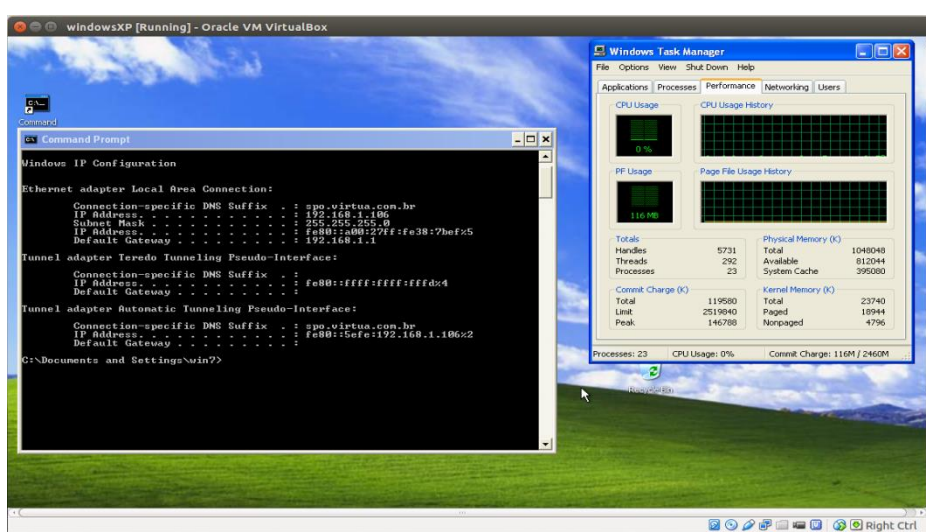 windowsXP [Running] - Oracle VM VirtualBox
Command
Command Prompt
Windows IP Configuration
Ethernet adapter Local Area Connection:
Connection-specific DNS Suffix . : spo.virtua.com.br
IP Address. . . . . . . . . . . . : 192.168.1.106
Subnet Mask . . . . . . . . . . . : 255.255.255.0
IP Address. . . . . . . . . . . . : fe80::a00:27ff:fe38:7bef%5
Default Gateway . . . . . . . . . : 192.168.1.1
Tunnel adapter Teredo Tunneling Pseudo-Interface:
Connection-specific DNS Suffix . :
IP Address. . . . . . . . . . . . : fe80::ffff:ffff:fffd%4
Default Gateway . . . . . . . . . :
Tunnel adapter Automatic Tunneling Pseudo-Interface:
Connection-specific DNS Suffix . : spo.virtua.com.br
IP Address. . . . . . . . . . . . : fe80::5efe:192.168.1.106%2
Default Gateway . . . . . . . . . :
C:\Documents and Settings\win7>
Windows Task Manager
File Options View Shut Down Help
Applications Processes Performance Networking Users
CPU Usage CPU Usage History
0 %
PF Usage Page File Usage History
116 MB
Totals Physical Memory (K)
Handles 5731 Total 1048048
Threads 292 Available 812044
Processes 23 System Cache 395080
Commit Charge (K) Kernel Memory (K)
Total 119580 Total 23740
Limit 2519840 Paged 18944
Peak 146788 Nonpaged 4796
Processes: 23 CPU Usage: 0% Commit Charge: 116M / 2460M
Recycle Bin
Right Ctrl